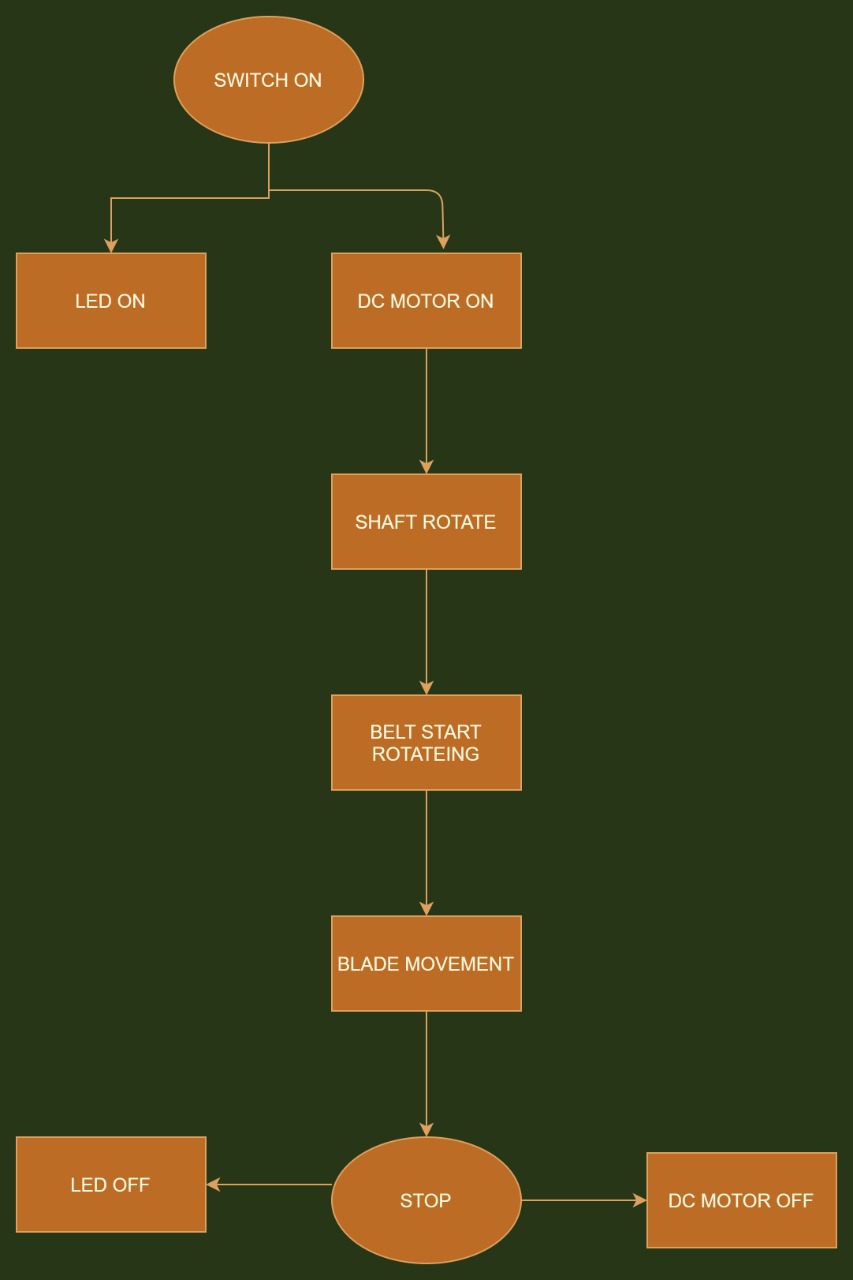 SWITCH ON
LED ON
DC MOTOR ON
SHAFT ROTATE
BELT START
ROTATEING
BLADE MOVEMENT
LED OFF
STOP
DC MOTOR OFF